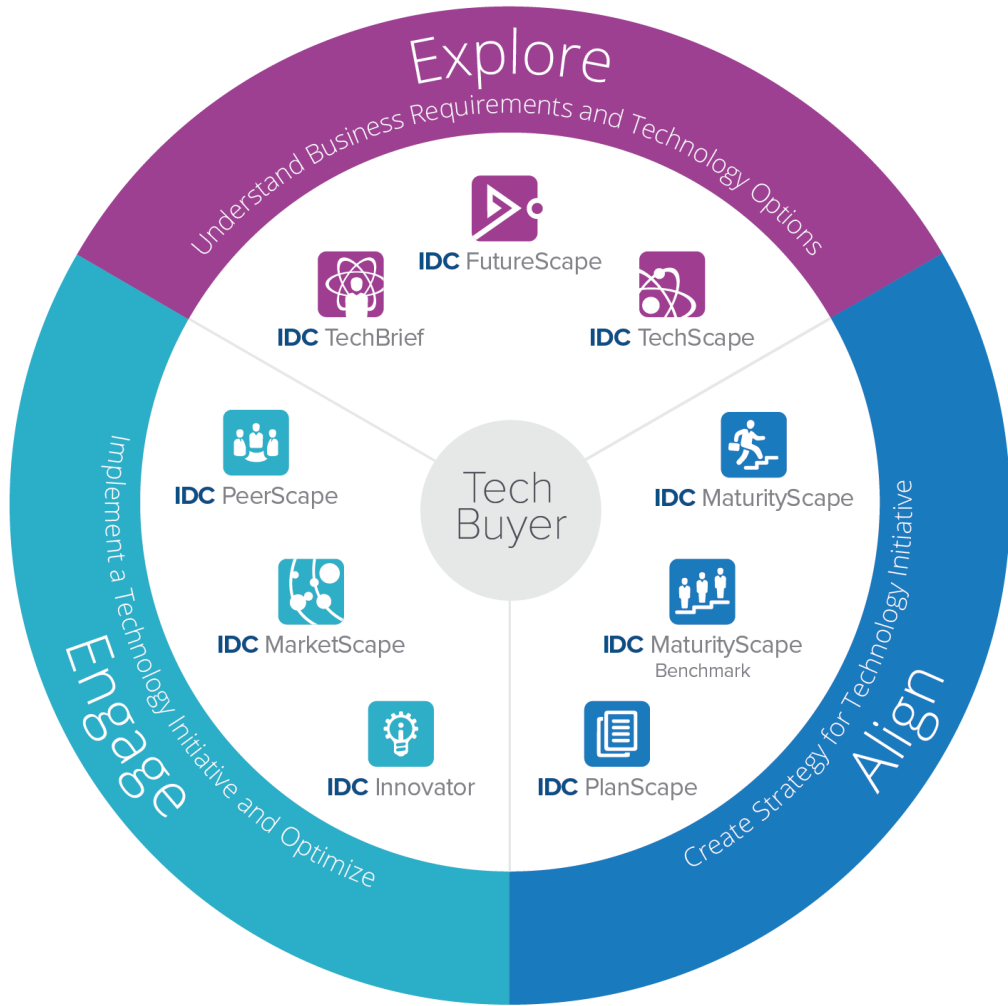 Explore
Understand Business Requirements and Technology Options
IDC FutureScape
IDC TechBrief
IDC TechScape
Tech
Buyer
IDC MaturityScape
IDC MaturityScape
Benchmark
IDC PlanScape
Align
Create Strategy for Technology Initiative
IDC PeerScape
IDC MarketScape
IDC Innovator
Engage
Implement a Technology Initiative and Optimize